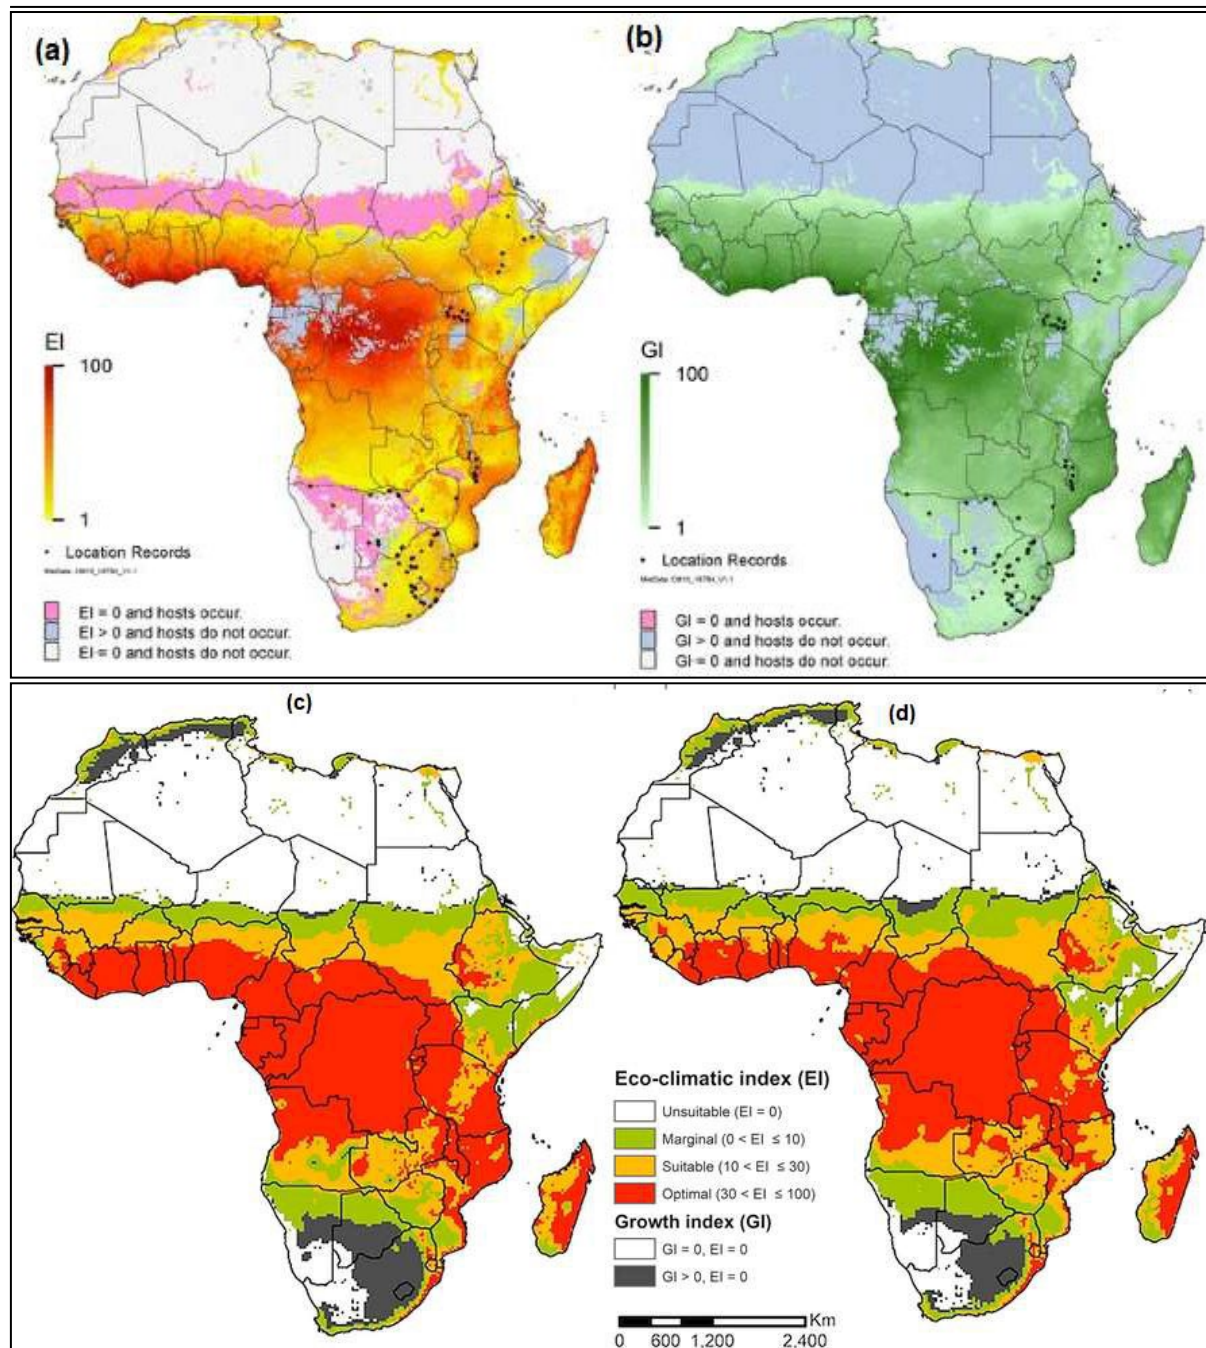 (a)
EI
100
1
• Location Records
EI = 0 and hosts occur.
EI > 0 and hosts do not occur.
EI = 0 and hosts do not occur.
(b)
GI
100
1
• Location Records
GI = 0 and hosts occur.
GI > 0 and hosts do not occur.
GI = 0 and hosts do not occur.
(c)
(d)
Eco-climatic index (EI)
Unsuitable (EI = 0)
Marginal (0 < EI ≤ 10)
Suitable (10 < EI ≤ 30)
Optimal (30 < EI ≤ 100)
Growth index (GI)
GI = 0, EI = 0
GI > 0, EI = 0
Km
0 600 1,200 2,400